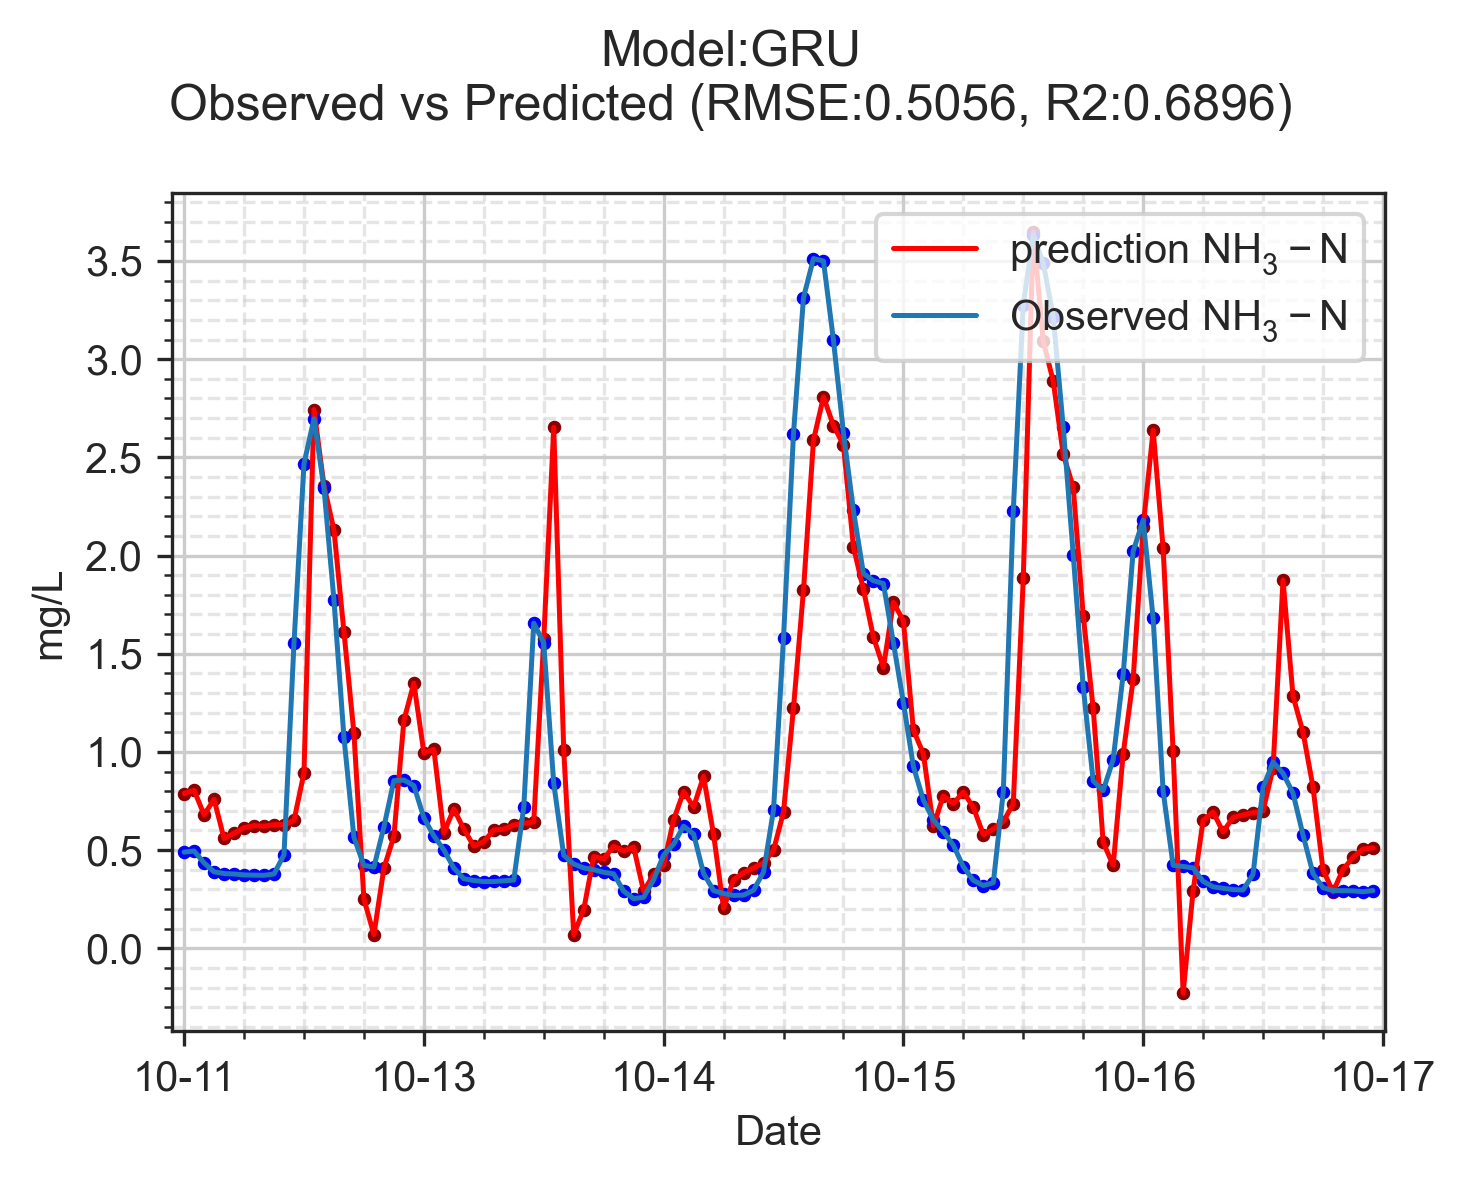 Model:GRU
Observed vs Predicted (RMSE:0.5056, R2:0.6896)
prediction NH₃ − N
Observed NH₃ − N
3.5
3.0
2.5
2.0
1.5
1.0
0.5
0.0
mg/L
10-11 10-13 10-14 10-15 10-16 10-17
Date